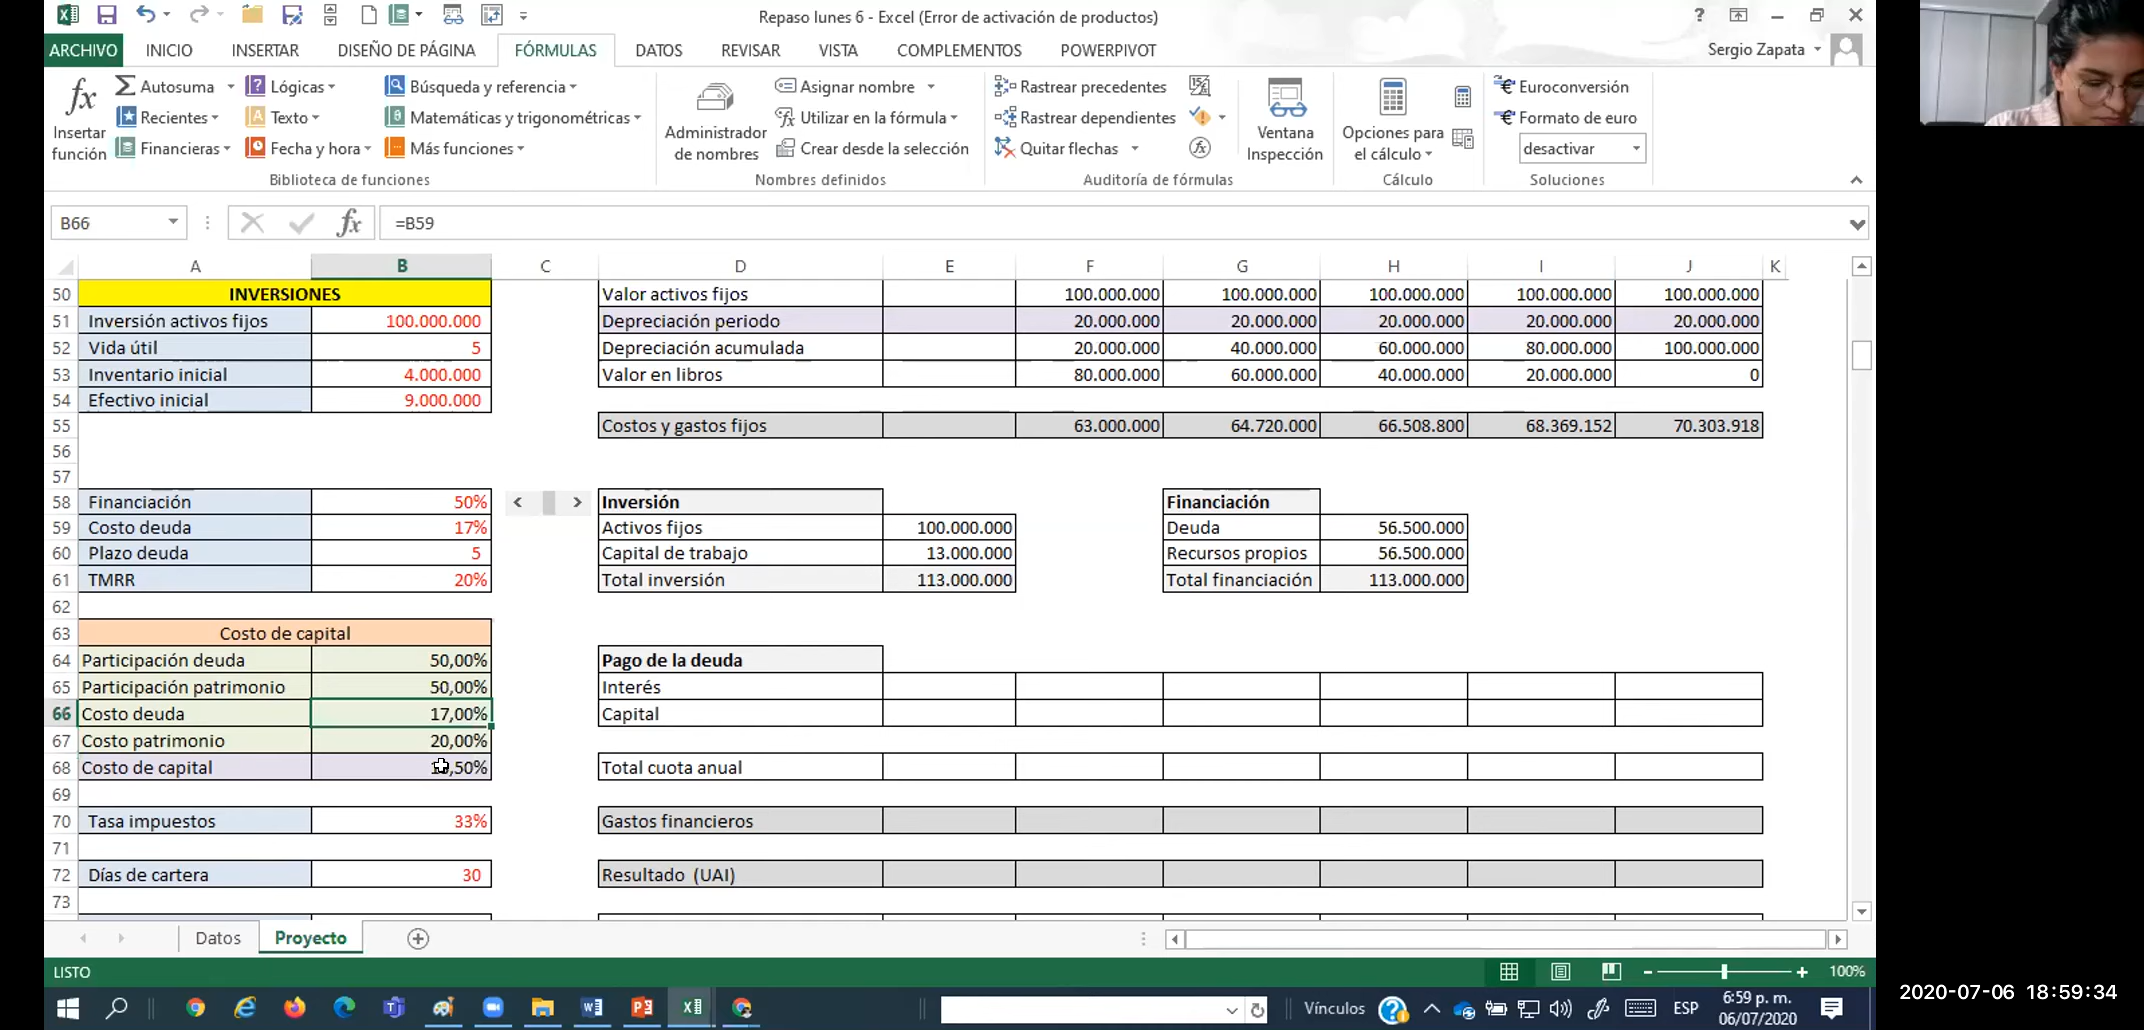 Repaso lunes 6 - Excel (Error de activación de productos)
ARCHIVO INICIO INSERTAR DISEÑO DE PÁGINA FÓRMULAS DATOS REVISAR VISTA COMPLEMENTOS POWERPIVOT Sergio Zapata
fx Insertar función
Autosuma Lógicas Búsqueda y referencia
Recientes Texto Matemáticas y trigonométricas
Financieras Fecha y hora Más funciones
Biblioteca de funciones
Administrador de nombres
Asignar nombre
Utilizar en la fórmula
Crear desde la selección
Nombres definidos
Rastrear precedentes
Rastrear dependientes
Quitar flechas
Auditoría de fórmulas
Ventana Inspección
Opciones para el cálculo
Cálculo
Euroconversión
Formato de euro
desactivar
Soluciones
B66 fx =B59
A B C D E F G H I J K
50 INVERSIONES Valor activos fijos 100.000.000 100.000.000 100.000.000 100.000.000 100.000.000
51 Inversión activos fijos 100.000.000 Depreciación periodo 20.000.000 20.000.000 20.000.000 20.000.000 20.000.000
52 Vida útil 5 Depreciación acumulada 20.000.000 40.000.000 60.000.000 80.000.000 100.000.000
53 Inventario inicial 4.000.000 Valor en libros 80.000.000 60.000.000 40.000.000 20.000.000 0
54 Efectivo inicial 9.000.000
55 Costos y gastos fijos 63.000.000 64.720.000 66.508.800 68.369.152 70.303.918
56
57
58 Financiación 50% Inversión Financiación
59 Costo deuda 17% Activos fijos 100.000.000 Deuda 56.500.000
60 Plazo deuda 5 Capital de trabajo 13.000.000 Recursos propios 56.500.000
61 TMRR 20% Total inversión 113.000.000 Total financiación 113.000.000
62
63 Costo de capital
64 Participación deuda 50,00% Pago de la deuda
65 Participación patrimonio 50,00% Interés
66 Costo deuda 17,00% Capital
67 Costo patrimonio 20,00%
68 Costo de capital ,50% Total cuota anual
69
70 Tasa impuestos 33% Gastos financieros
71
72 Días de cartera 30 Resultado (UAI)
73
Datos Proyecto
LISTO 100%
Vínculos ESP 6:59 p. m.
06/07/2020
2020-07-06 18:59:34